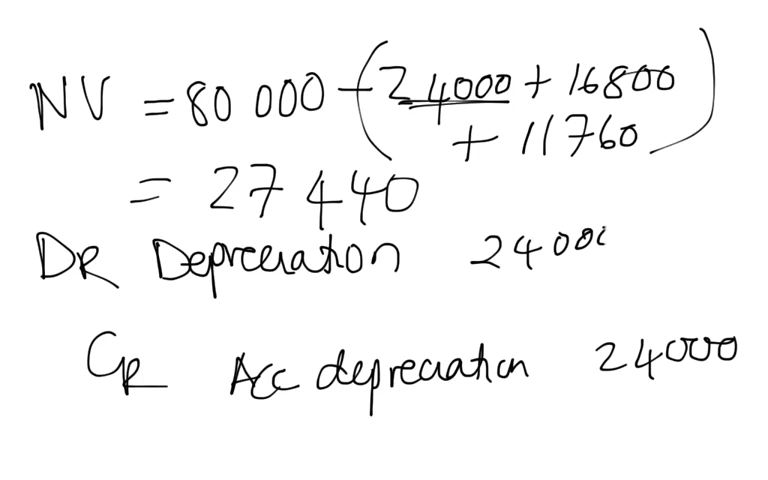 NV = 80 000 - (24000 + 16800
+ 11760)
= 27 440
DR Depreciation 24000
CR Acc depreciation 24000